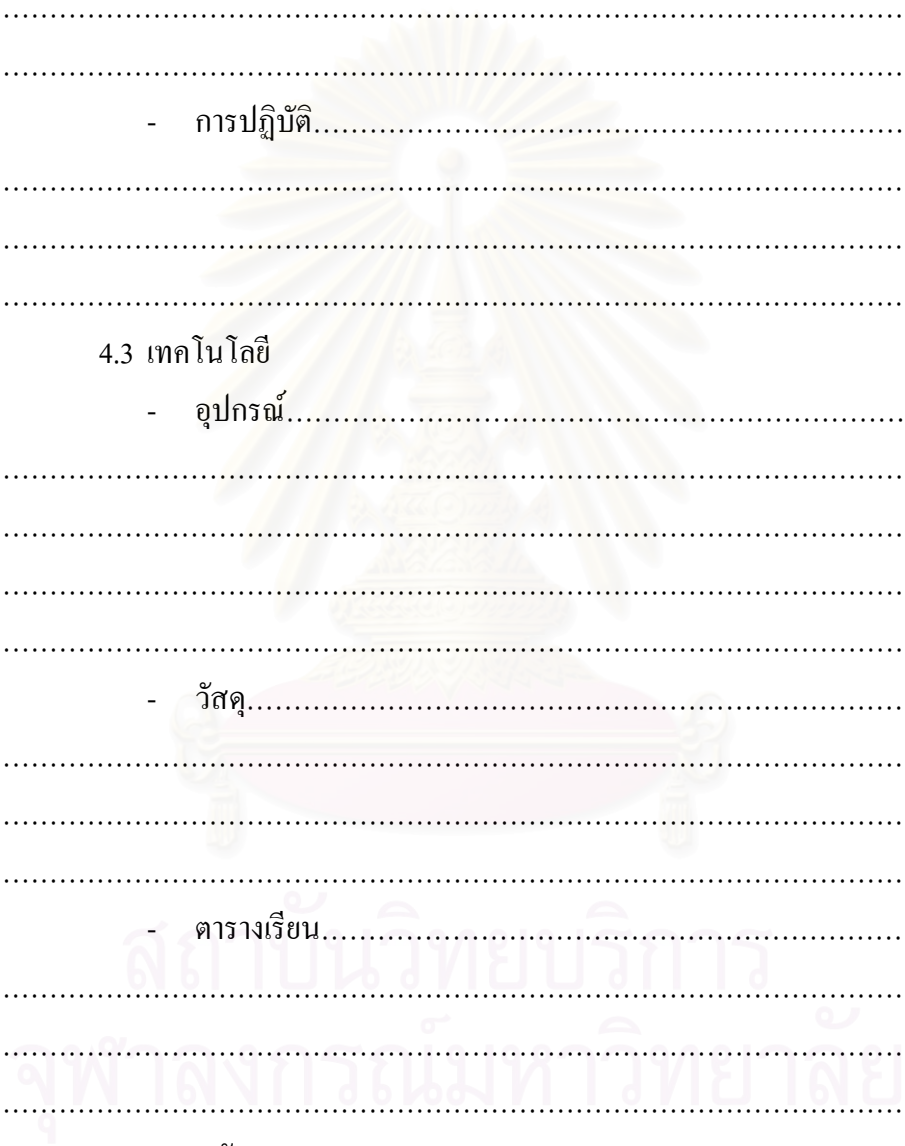 ................................................................................................
................................................................................................
- การปฏิบัติ...............................................................
................................................................................................
................................................................................................
................................................................................................
4.3 เทคโนโลยี
- อุปกรณ์..................................................................
................................................................................................
................................................................................................
................................................................................................
................................................................................................
- วัสดุ......................................................................
................................................................................................
................................................................................................
................................................................................................
- ตารางเรียน..............................................................
สถาบันวิทยบริการ
................................................................................................
................................................................................................
จุฬาลงกรณ์มหาวิทยาลัย
................................................................................................